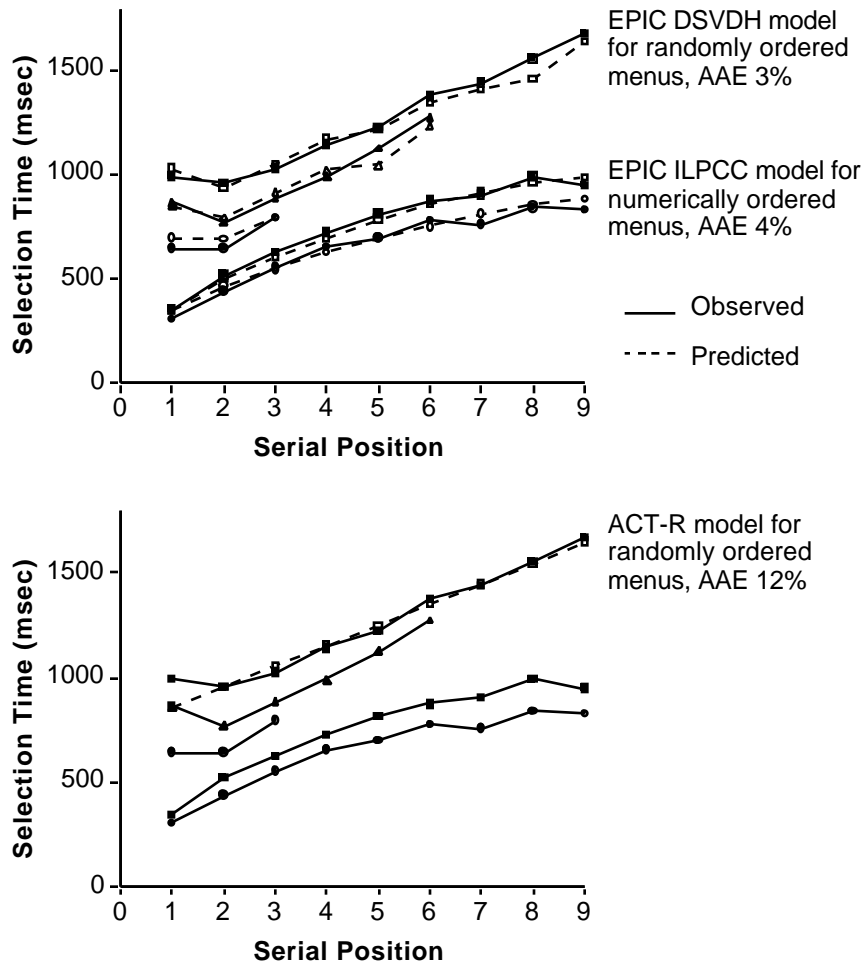 EPIC DSVDH model
for randomly ordered
menus, AAE 3%
EPIC ILPCC model for
numerically ordered
menus, AAE 4%
Observed
Predicted
Selection Time (msec)
1500
1000
500
0
0 1 2 3 4 5 6 7 8 9
Serial Position
ACT-R model for
randomly ordered
menus, AAE 12%
Selection Time (msec)
1500
1000
500
0
0 1 2 3 4 5 6 7 8 9
Serial Position